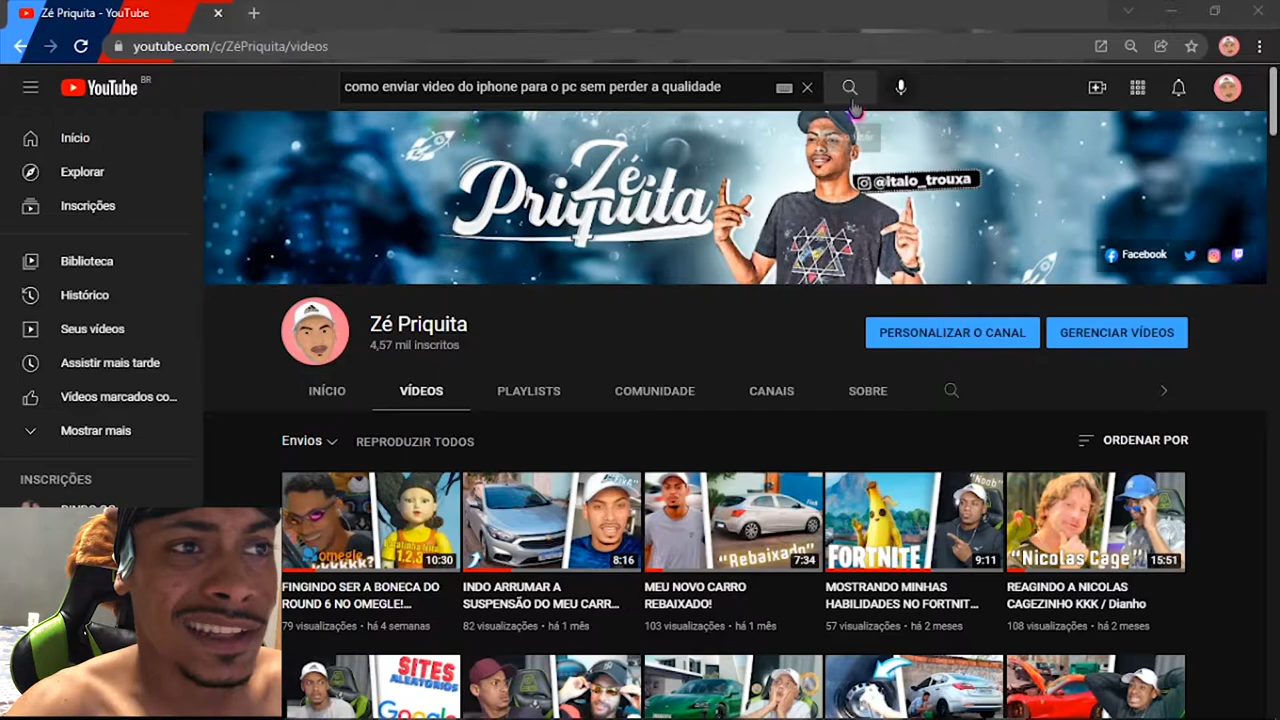 Zé Priquita - YouTube
youtube.com/c/ZéPriquita/videos
YouTube BR
como enviar video do iphone para o pc sem perder a qualidade
Início
Explorar
Inscrições
Biblioteca
Histórico
Seus vídeos
Assistir mais tarde
Vídeos marcados co...
Mostrar mais
INSCRIÇÕES
Zé
Priquita
@italo_trouxa
Facebook
Zé Priquita
4,57 mil inscritos
PERSONALIZAR O CANAL
GERENCIAR VÍDEOS
INÍCIO
VÍDEOS
PLAYLISTS
COMUNIDADE
CANAIS
SOBRE
Envios
REPRODUZIR TODOS
ORDENAR POR
omegle
10:30
8:16
"Rebaixado"
7:34
"Noob"
FORTNITE
9:11
"Nicolas Cage"
15:51
FINGINDO SER A BONECA DO
ROUND 6 NO OMEGLE!...
79 visualizações • há 4 semanas
INDO ARRUMAR A
SUSPENSÃO DO MEU CARR...
82 visualizações • há 1 mês
MEU NOVO CARRO
REBAIXADO!
103 visualizações • há 1 mês
MOSTRANDO MINHAS
HABILIDADES NO FORTNIT...
57 visualizações • há 2 meses
REAGINDO A NICOLAS
CAGEZINHO KKK / Dianho
108 visualizações • há 2 meses
SITES
ALEATÓRIOS
Google